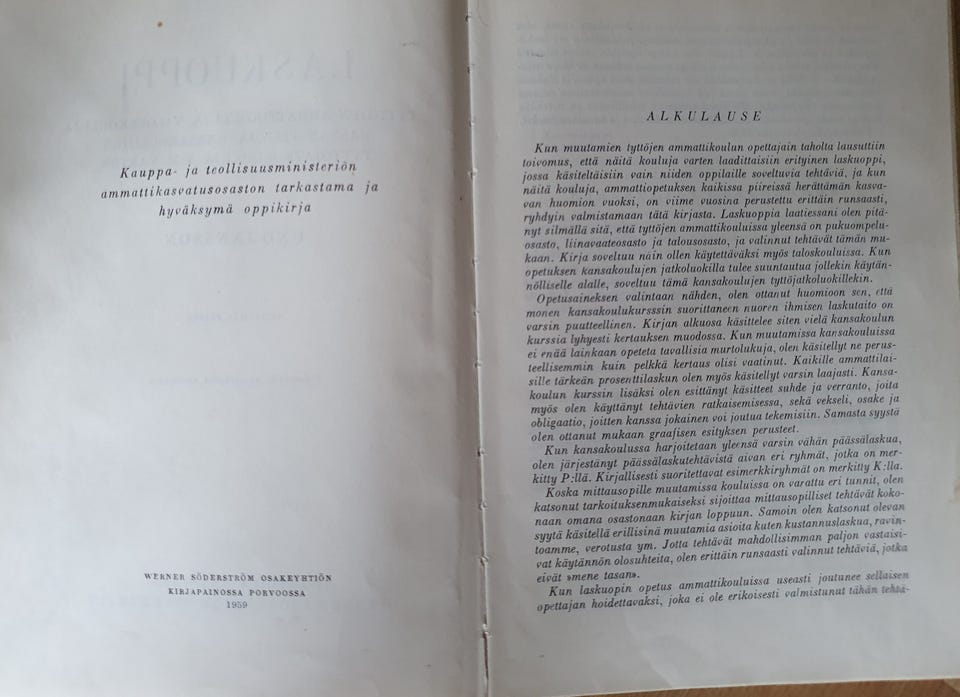 Kauppa- ja teollisuusministeriön
ammattikasvatusosaston tarkastama ja
hyväksymä oppikirja
WERNER SÖDERSTRÖM OSAKEYHTIÖN
KIRJAPAINOSSA PORVOOSSA
1959
ALKULAUSE
Kun muutamien tyttöjen ammattikoulun opettajain taholta lausuttiin
toivomus, että näitä kouluja varten laadittaisiin erityinen laskuoppi,
jossa käsiteltäisiin vain niiden oppilaille soveltuvia tehtäviä, ja kun
näitä kouluja, ammattiopetuksen kaikissa piireissä herättämän kasva-
van huomion vuoksi, on viime vuosina perustettu erittäin runsaasti,
ryhdyin valmistamaan tätä kirjasta. Laskuoppia laatiessani olen pitä-
nyt silmällä sitä, että tyttöjen ammattikouluissa yleensä on pukuompelu-
osasto, liinavaateosasto ja talousosasto, ja valinnut tehtävät tämän mu-
kaan. Kirja soveltuu näin ollen käytettäväksi myös taloskouluissa. Kun
opetuksen kansakoulujen jatkoluokilla tulee suuntautua jollekin käytän-
nölliselle alalle, soveltuu tämä kansakoulujen tyttöjatkoluokillekin.
Opetusaineksen valintaan nähden, olen ottanut huomioon sen, että
monen kansakoulukursssin suorittaneen nuoren ihmisen laskutaito on
varsin puutteellinen. Kirjan alkuosa käsittelee siten vielä kansakoulun
kurssia lyhyesti kertauksen muodossa. Kun muutamissa kansakouluissa
ei enää lainkaan opeteta tavallisia murtolukuja, olen käsitellyt ne perus-
teellisemmin kuin pelkkä kertaus olisi vaatinut. Kaikille ammattilai-
sille tärkeän prosenttilaskun olen myös käsitellyt varsin laajasti. Kansa-
koulun kurssin lisäksi olen esittänyt käsitteet suhde ja verranto, joita
myös olen käyttänyt tehtävien ratkaisemisessa, sekä vekseli, osake ja
obligaatio, joitten kanssa jokainen voi joutua tekemisiin. Samasta syystä
olen ottanut mukaan graafisen esityksen perusteet.
Kun kansakoulussa harjoitetaan yleensä varsin vähän päässälaskua,
olen järjestänyt päässälaskutehtävistä aivan eri ryhmät, jotka on mer-
kitty P:llä. Kirjallisesti suoritettavat esimerkkiryhmät on merkitty K:lla.
Koska mittausopille muutamissa kouluissa on varattu eri tunnit, olen
katsonut tarkoituksenmukaiseksi sijoittaa mittausopilliset tehtävät koko-
naan omana osastonaan kirjan loppuun. Samoin olen katsonut olevan
syytä käsitellä erillisinä muutamia asioita kuten kustannuslaskua, ravin-
toamme, verotusta ym. Jotta tehtävät mahdollisimman paljon vastaisi-
vat käytännön olosuhteita, olen erittäin runsaasti valinnut tehtäviä, jotka
eivät »mene tasan».
Kun laskuopin opetus ammattikouluissa useasti joutunee sellaisen
opettajan hoidettavaksi, joka ei ole erikoisesti valmistunut tähän tehtä-